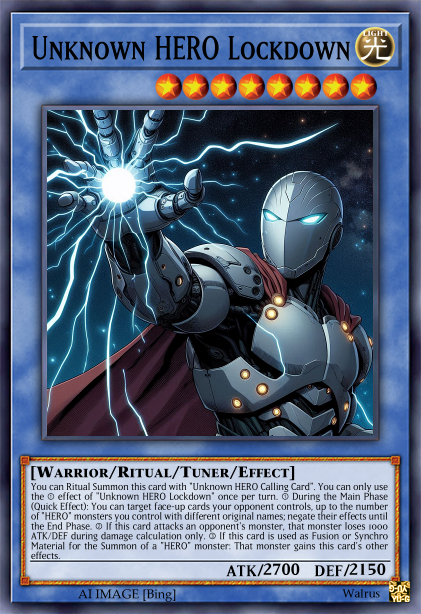 UNKNOWN HERO LOCKDOWN
LIGHT
光
[WARRIOR/RITUAL/TUNER/EFFECT]
You can Ritual Summon this card with "Unknown HERO Calling Card". You can only use
the ① effect of "Unknown HERO Lockdown" once per turn. ① During the Main Phase
(Quick Effect): You can target face-up cards your opponent controls, up to the number
of "HERO" monsters you control with different original names; negate their effects until
the End Phase. ② If this card attacks an opponent's monster, that monster loses 1000
ATK/DEF during damage calculation only. ③ If this card is used as Fusion or Synchro
Material for the Summon of a "HERO" monster: That monster gains this card's other
effects.
ATK/2700 DEF/2150
AI IMAGE [Bing] Walrus